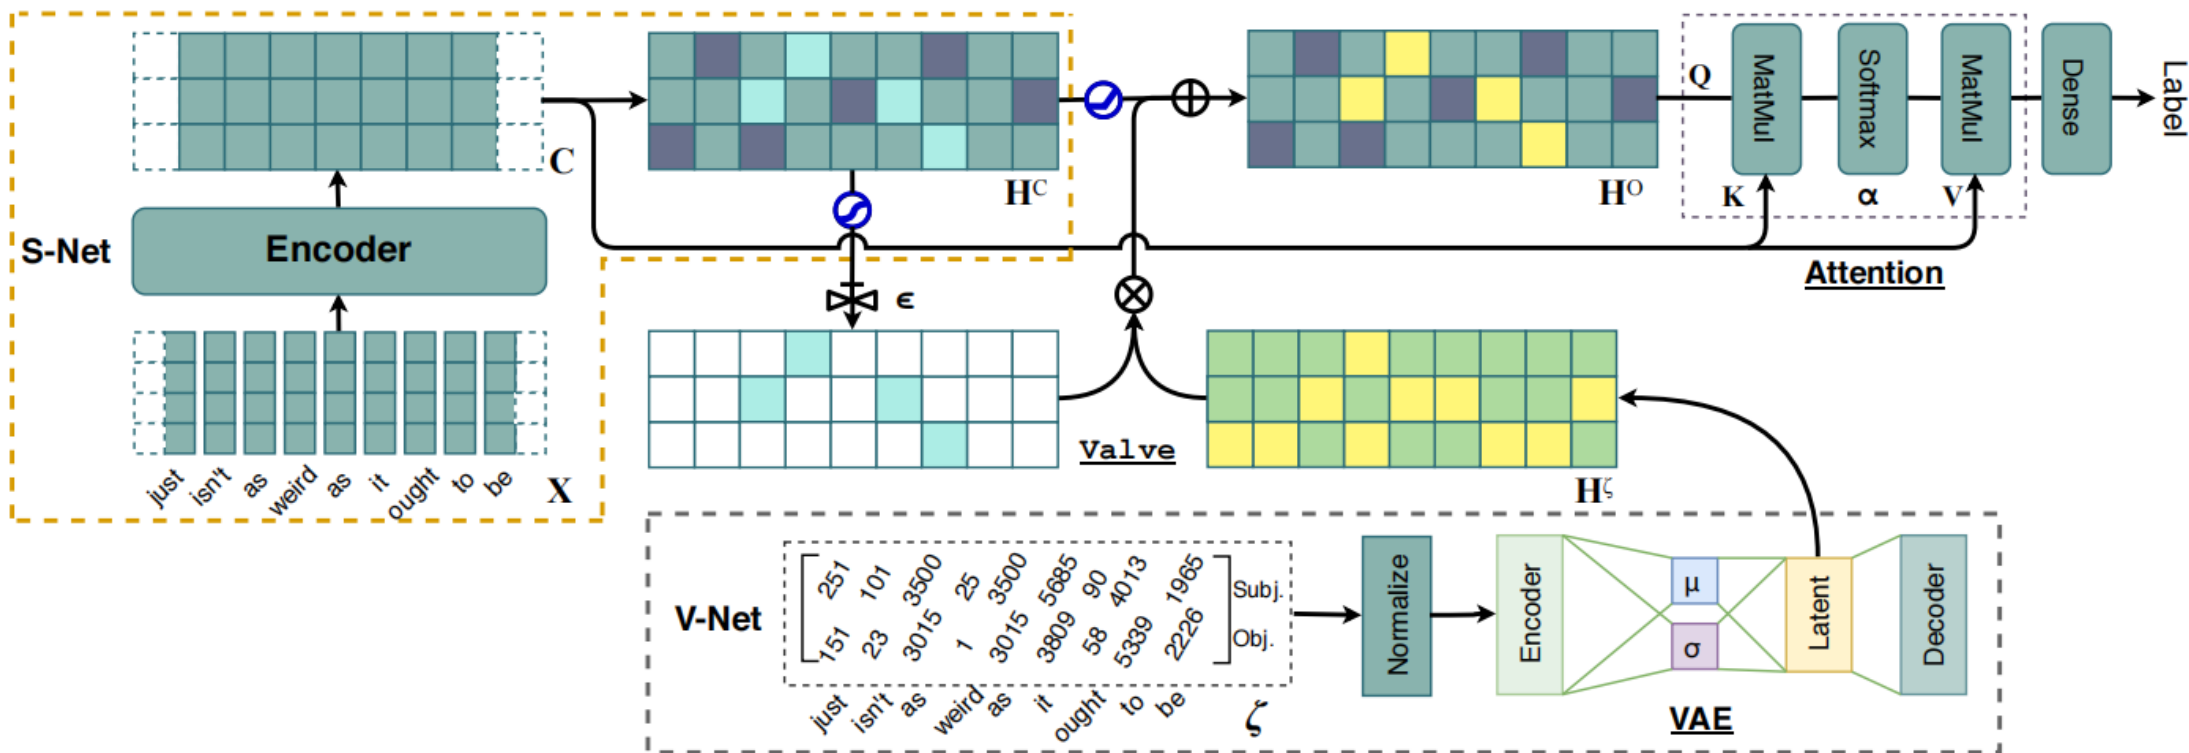 S-Net
C
Encoder
just isn't as weird as it ought to be
X
H^C
ϵ
H^O
Q
MatMul
Softmax
MatMul
Dense
Label
K
α
V
Attention
Valve
H^ζ
V-Net
251 101 3500 25 3500 5685 90 4013 1965 Subj.
151 23 3015 1 3015 3809 58 5339 2226 Obj.
just isn't as weird as it ought to be
ζ
Normalize
Encoder
μ
σ
Latent
Decoder
VAE